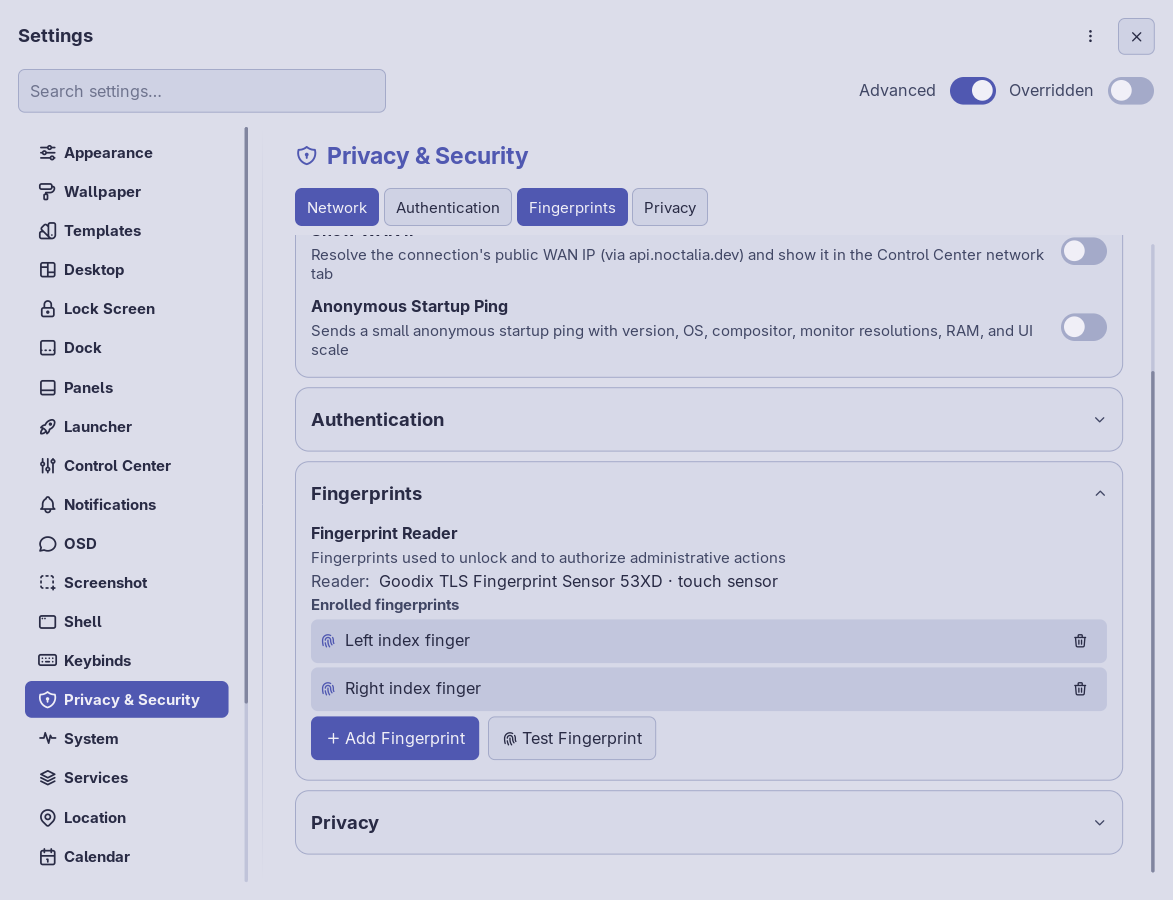 Settings
Search settings...
Advanced
Overridden
Appearance
Wallpaper
Templates
Desktop
Lock Screen
Dock
Panels
Launcher
Control Center
Notifications
OSD
Screenshot
Shell
Keybinds
Privacy & Security
System
Services
Location
Calendar
Privacy & Security
Network
Authentication
Fingerprints
Privacy
Resolve the connection's public WAN IP (via api.noctalia.dev) and show it in the Control Center network
tab
Anonymous Startup Ping
Sends a small anonymous startup ping with version, OS, compositor, monitor resolutions, RAM, and UI
scale
Authentication
Fingerprints
Fingerprint Reader
Fingerprints used to unlock and to authorize administrative actions
Reader: Goodix TLS Fingerprint Sensor 53XD · touch sensor
Enrolled fingerprints
Left index finger
Right index finger
Add Fingerprint
Test Fingerprint
Privacy